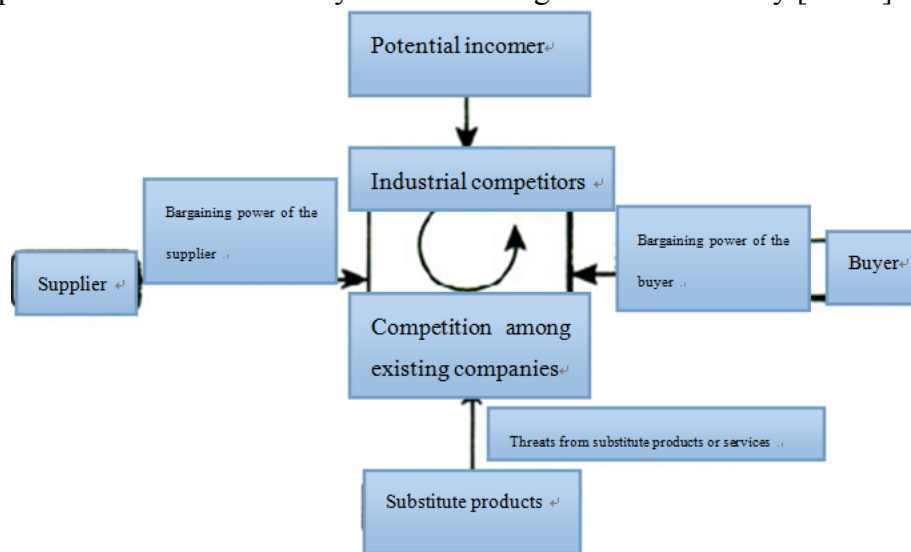 Potential incomer↵
Industrial competitors ↵
Bargaining power of the
supplier ↵
Supplier ↵
Bargaining power of the
buyer ↵
Buyer↵
Competition among
existing companies↵
Threats from substitute products or services ↵
Substitute products ↵